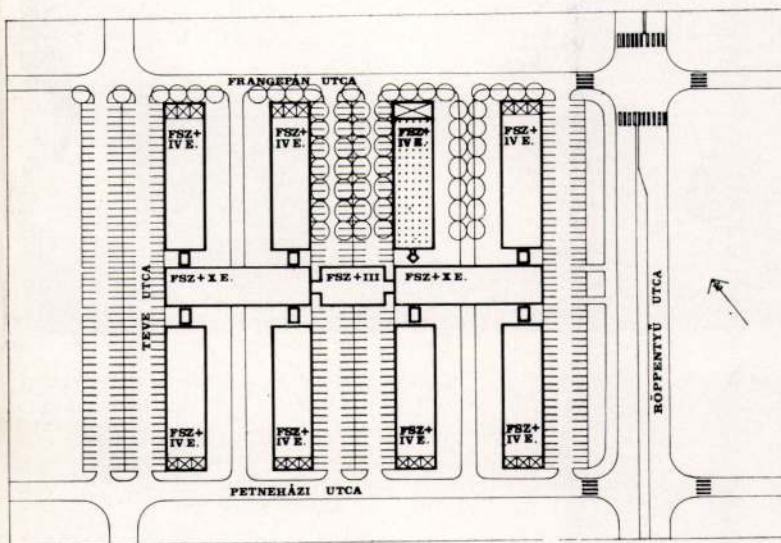 FRANGEPÁN UTCA
FSZ+
IV E.
FSZ+
IV E.
FSZ+
IV E.
FSZ+
IV E.
FSZ+X E.
FSZ+III
FSZ+X E.
TEVE UTCA
RÖPPENTYŰ UTCA
FSZ+
IV E.
FSZ+
IV E.
FSZ+
IV E.
FSZ+
IV E.
PETNEHÁZI UTCA